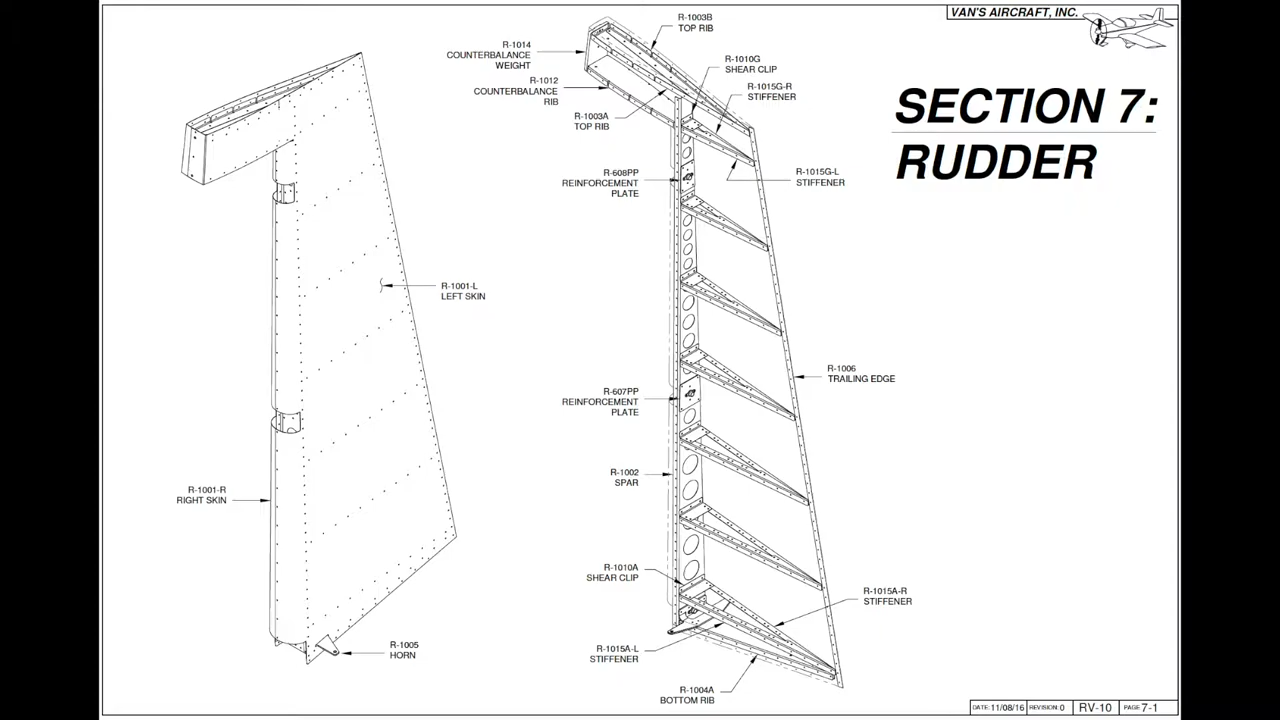 VAN'S AIRCRAFT, INC.
SECTION 7:
RUDDER
R-1003B
TOP RIB
R-1014
COUNTERBALANCE
WEIGHT
R-1010G
SHEAR CLIP
R-1012
COUNTERBALANCE
RIB
R-1015G-R
STIFFENER
R-1003A
TOP RIB
R-608PP
REINFORCEMENT
PLATE
R-1015G-L
STIFFENER
R-1001-L
LEFT SKIN
R-1006
TRAILING EDGE
R-607PP
REINFORCEMENT
PLATE
R-1002
SPAR
R-1001-R
RIGHT SKIN
R-1010A
SHEAR CLIP
R-1015A-R
STIFFENER
R-1005
HORN
R-1015A-L
STIFFENER
R-1004A
BOTTOM RIB
DATE: 11/08/16 REVISION: 0 RV-10 PAGE 7-1